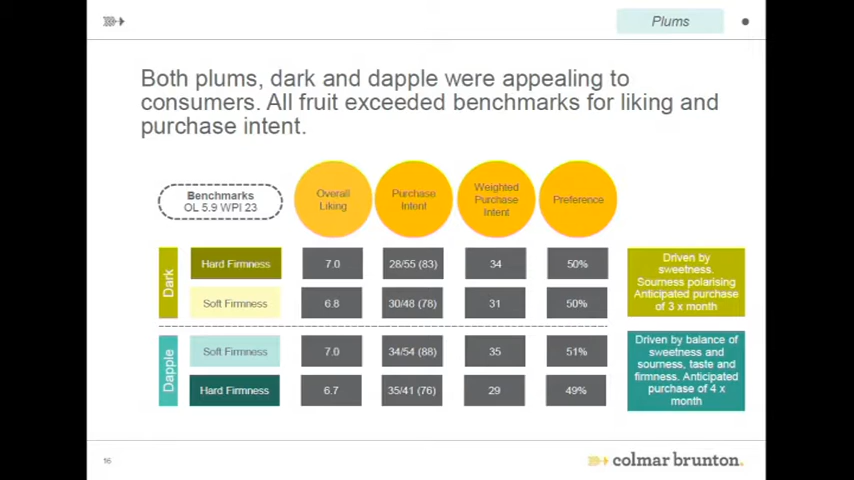 Plums
Both plums, dark and dapple were appealing to
consumers. All fruit exceeded benchmarks for liking and
purchase intent.
Benchmarks
OL 5.9 WPI 23
Overall
Liking
Purchase
Intent
Weighted
Purchase
Intent
Preference
Dark
Hard Firmness
7.0
28/55 (83)
34
50%
Soft Firmness
6.8
30/48 (78)
31
50%
Driven by
sweetness.
Sourness polarising
Anticipated purchase
of 3 x month
Dapple
Soft Firmness
7.0
34/54 (88)
35
51%
Hard Firmness
6.7
35/41 (76)
29
49%
Driven by balance of
sweetness and
sourness, taste and
firmness. Anticipated
purchase of 4 x
month
16
colmar brunton.